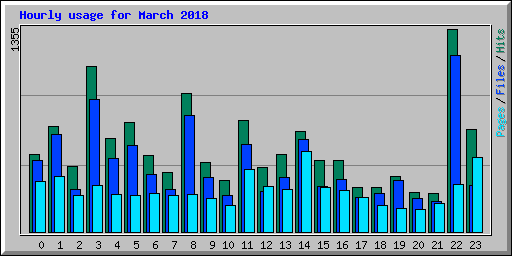 Hourly usage for March 2018
1355
Pages/Files/Hits
0 1 2 3 4 5 6 7 8 9 10 11 12 13 14 15 16 17 18 19 20 21 22 23